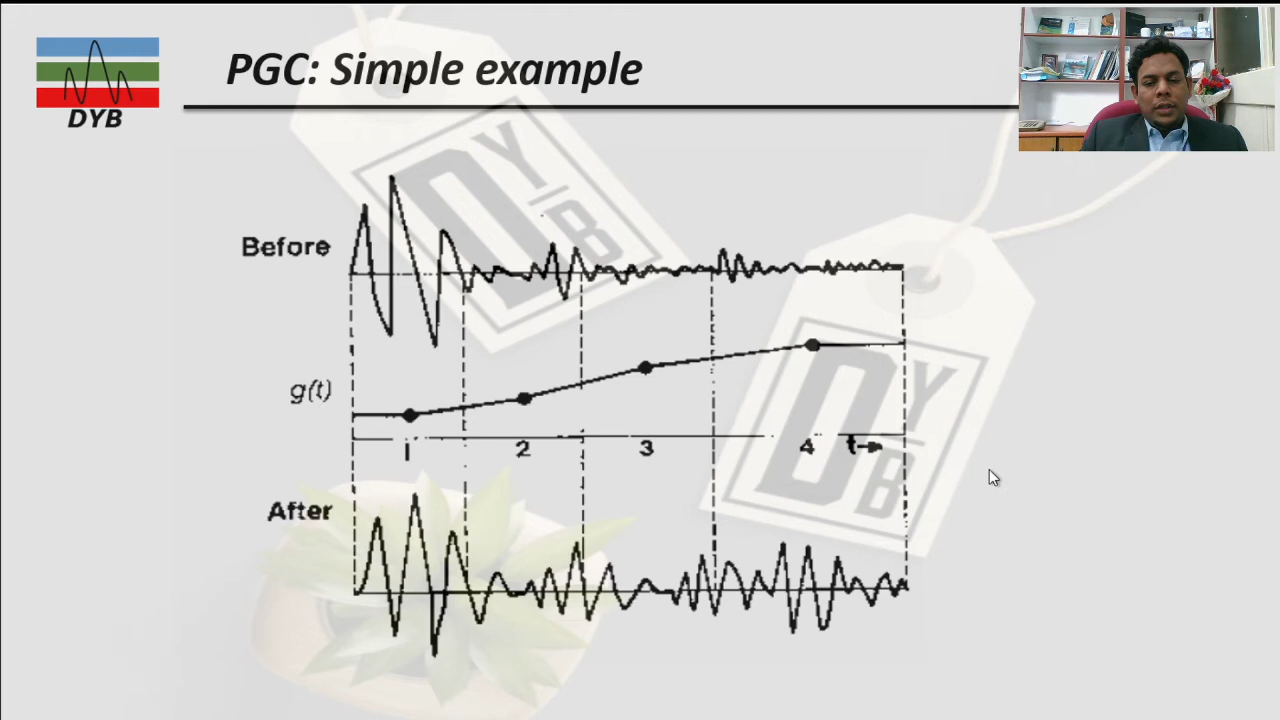 PGC: Simple example
DYB
Before
g(t)
1 2 3 4 t
After
D Y B
D Y B